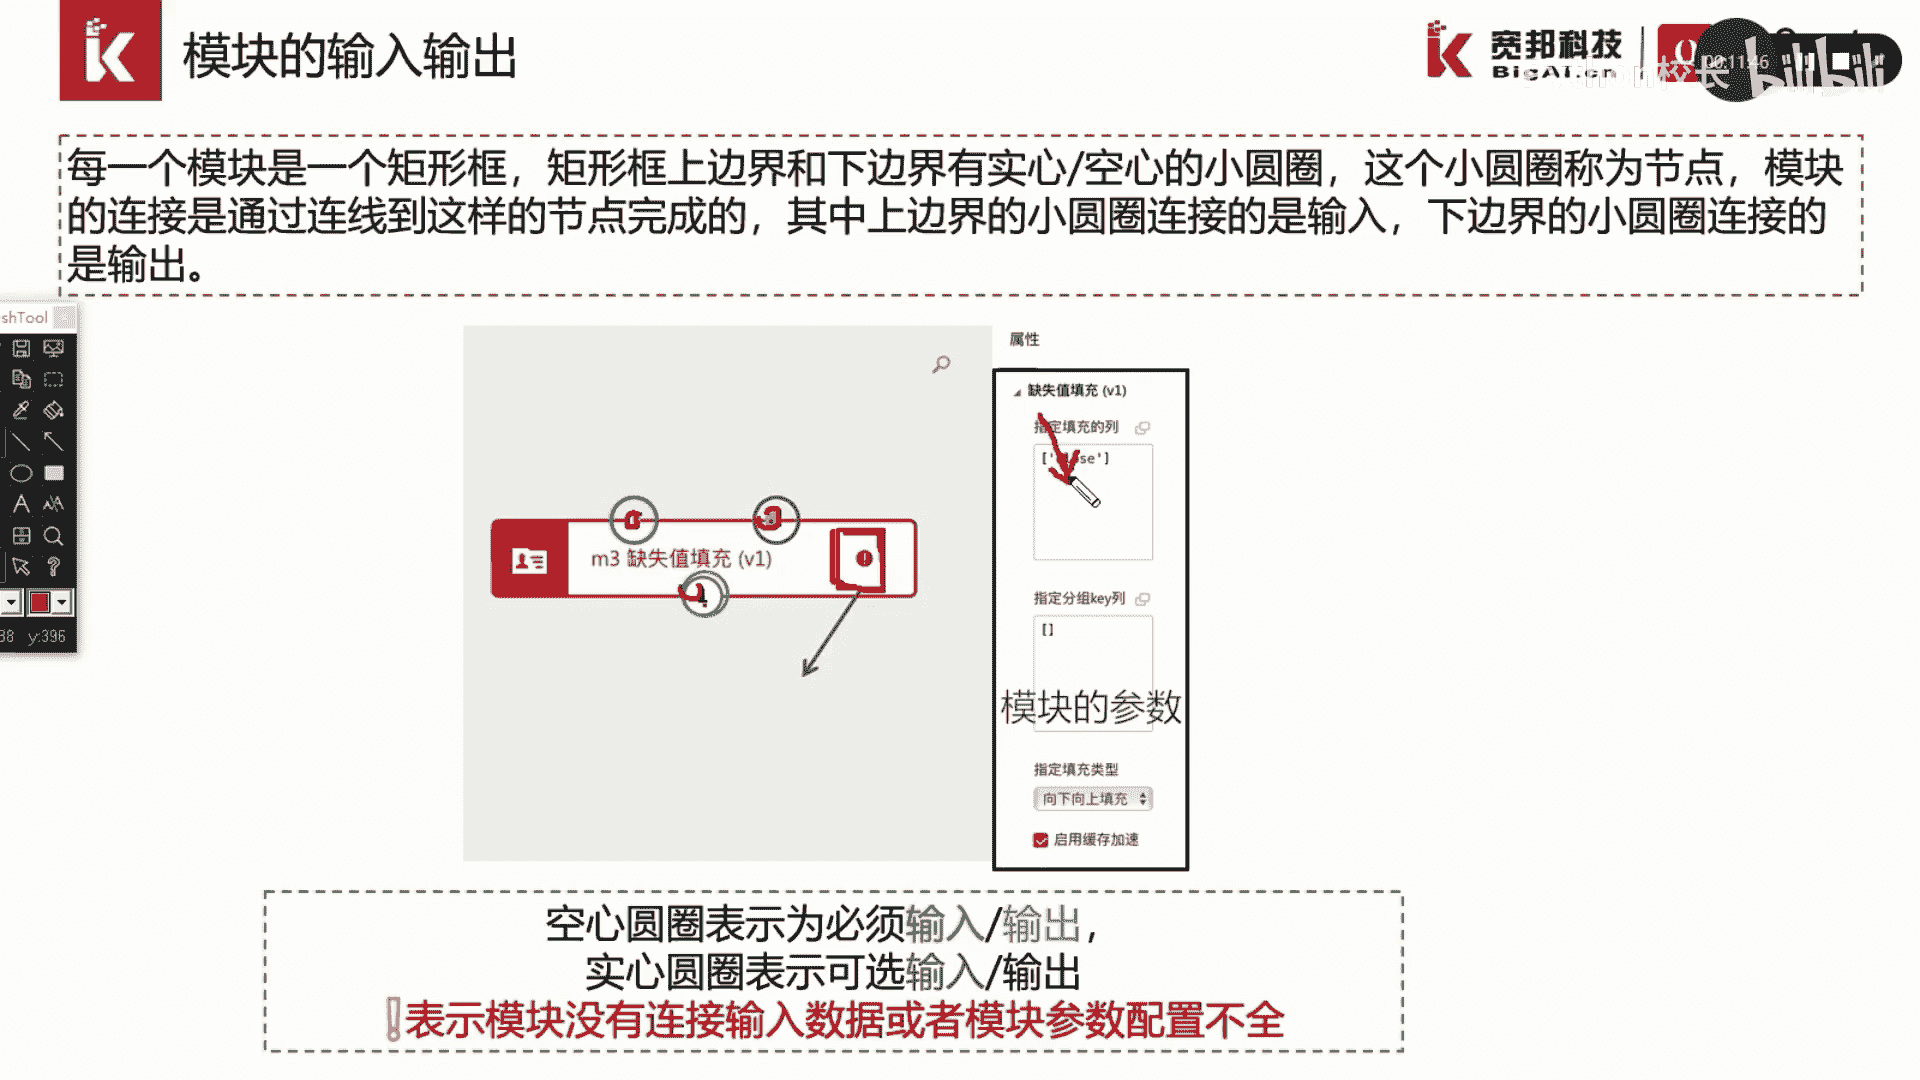 模块的输入输出
宽邦科技
BigAI.cn
00:11:46
校长
bilibili
每一个模块是一个矩形框，矩形框上边界和下边界有实心/空心的小圆圈，这个小圆圈称为节点，模块
的连接是通过连线到这样的节点完成的，其中上边界的小圆圈连接的是输入，下边界的小圆圈连接的
是输出。
shTool
y:396
属性
缺失值填充 (v1)
指定填充的列
m3 缺失值填充 (v1)
指定分组key列
[]
模块的参数
指定填充类型
向下向上填充
启用缓存加速
空心圆圈表示为必须输入/输出，
实心圆圈表示可选输入/输出
!表示模块没有连接输入数据或者模块参数配置不全